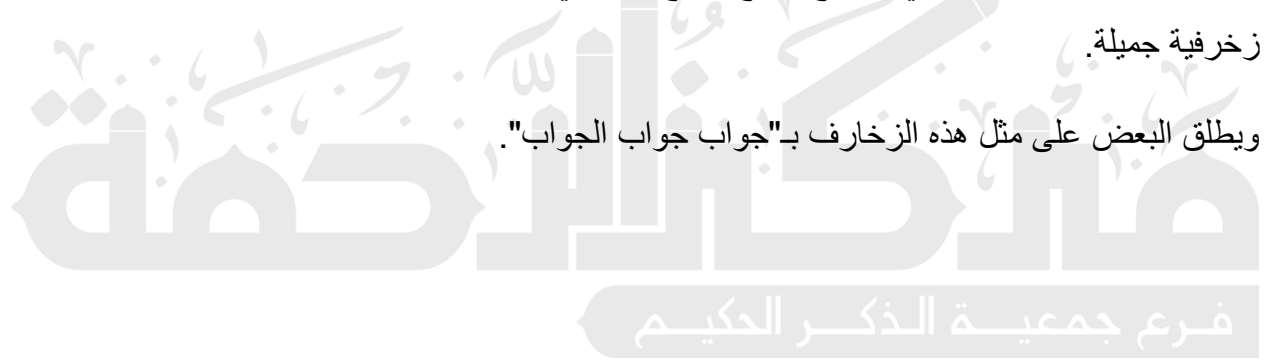 زخرفية جميلة.
ويطلق البعض على مثل هذه الزخارف بـ"جواب جواب الجواب".
مركز الرحمة
فرع جمعية الذكر الحكيم